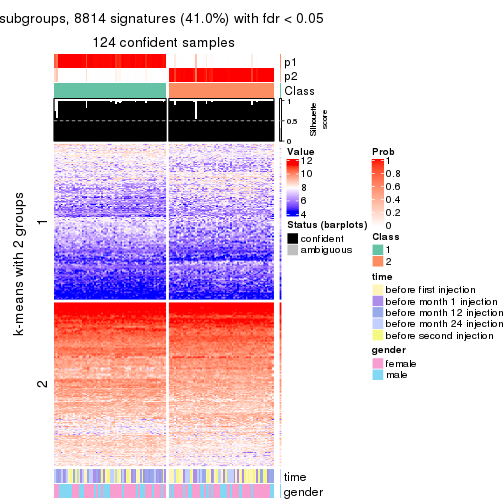 subgroups, 8814 signatures (41.0%) with fdr < 0.05
124 confident samples
p1
p2
Class
1
0.5
0
Silhouette
score
k-means with 2 groups
1
2
time
gender
Value
12
10
8
6
4
Status (barplots)
confident
ambiguous
Prob
1
0.8
0.6
0.4
0.2
0
Class
1
2
time
before first injection
before month 1 injection
before month 12 injection
before month 24 injection
before second injection
gender
female
male